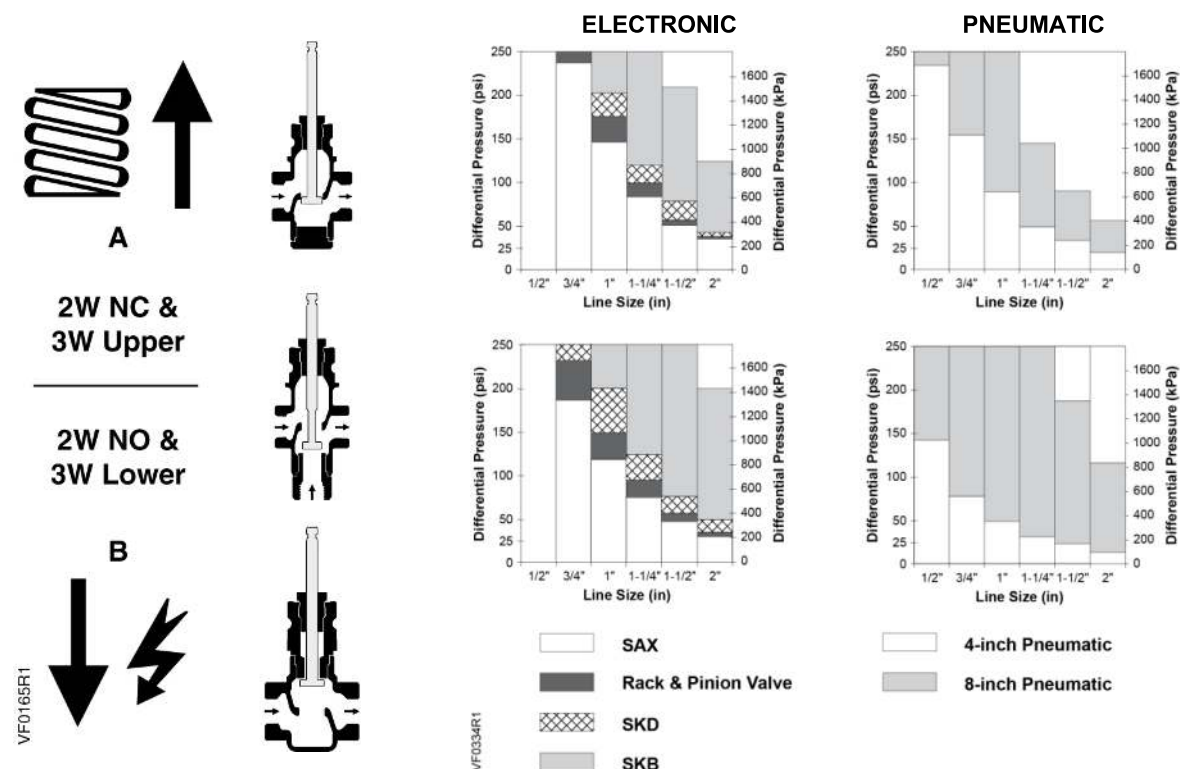 A
2W NC &
3W Upper
2W NO &
3W Lower
B
VF0165R1
ELECTRONIC
Differential Pressure (psi)
250
200
150
100
50
25
0
1/2" 3/4" 1" 1-1/4" 1-1/2" 2"
Line Size (in)
1600
1400
1200
1000
800
600
400
200
0
Differential Pressure (kPa)
PNEUMATIC
Differential Pressure (psi)
250
200
150
100
50
25
0
1/2" 3/4" 1" 1-1/4" 1-1/2" 2"
Line Size (in)
1600
1400
1200
1000
800
600
400
200
0
Differential Pressure (kPa)
Differential Pressure (psi)
250
200
150
100
50
25
0
1/2" 3/4" 1" 1-1/4" 1-1/2" 2"
Line Size (in)
1600
1400
1200
1000
800
600
400
200
0
Differential Pressure (kPa)
Differential Pressure (psi)
250
200
150
100
50
25
0
1/2" 3/4" 1" 1-1/4" 1-1/2" 2"
Line Size (in)
1600
1400
1200
1000
800
600
400
200
0
Differential Pressure (kPa)
SAX
Rack & Pinion Valve
SKD
SKB
4-inch Pneumatic
8-inch Pneumatic
VF0334R1